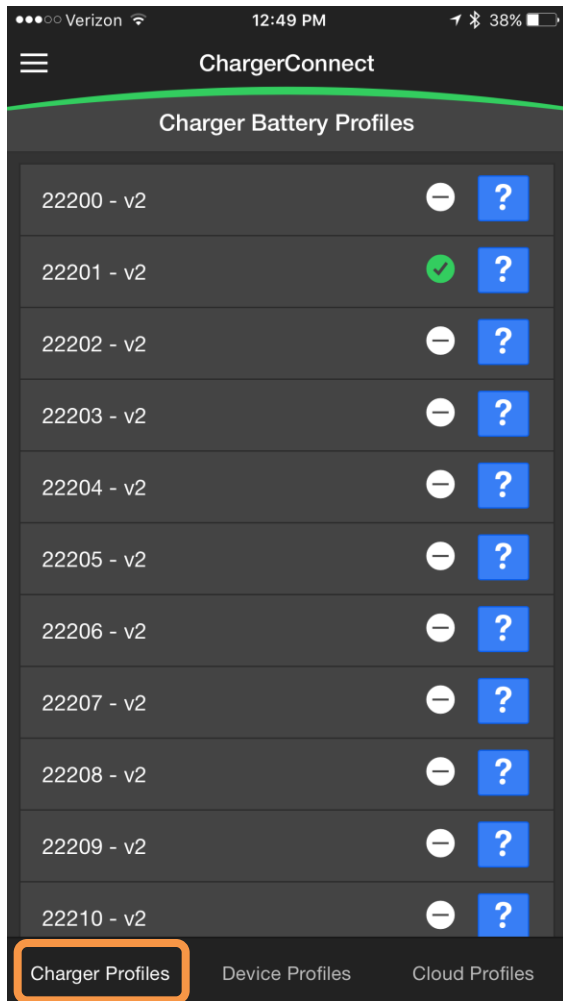 Verizon 12:49 PM 38%
ChargerConnect
Charger Battery Profiles
22200 - v2 ?
22201 - v2 ?
22202 - v2 ?
22203 - v2 ?
22204 - v2 ?
22205 - v2 ?
22206 - v2 ?
22207 - v2 ?
22208 - v2 ?
22209 - v2 ?
22210 - v2 ?
Charger Profiles Device Profiles Cloud Profiles